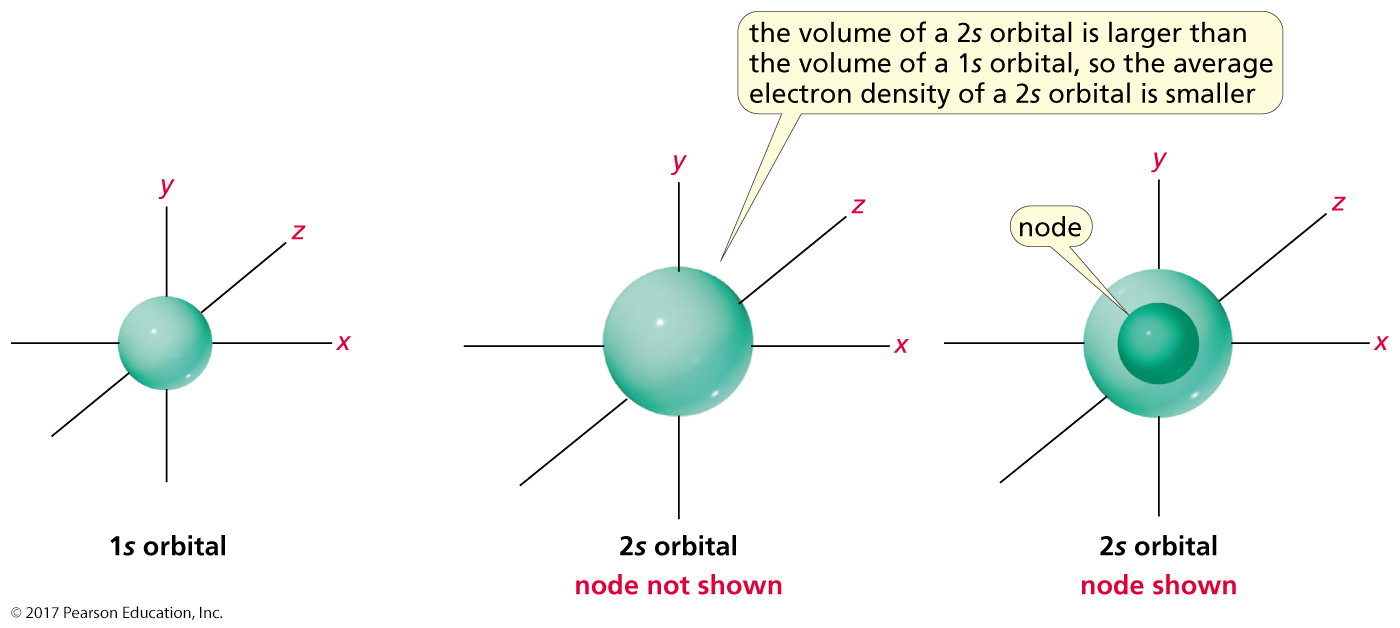 the volume of a 2s orbital is larger than
the volume of a 1s orbital, so the average
electron density of a 2s orbital is smaller
y
z
x
1s orbital
y
z
x
2s orbital
node not shown
node
y
z
x
2s orbital
node shown
© 2017 Pearson Education, Inc.